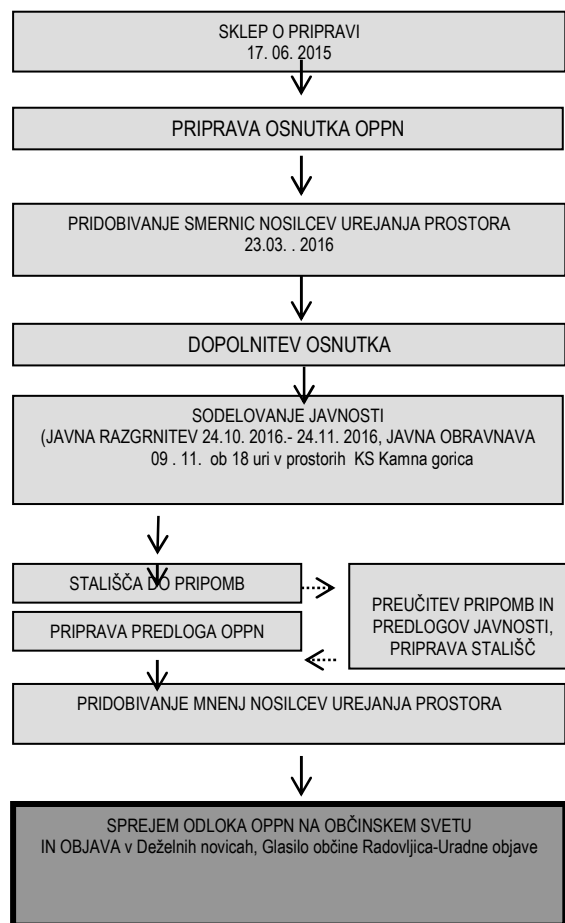 SKLEP O PRIPRAVI
17. 06. 2015
PRIPRAVA OSNUTKA OPPN
PRIDOBIVANJE SMERNIC NOSILCEV UREJANJA PROSTORA
23.03. . 2016
DOPOLNITEV OSNUTKA
SODELOVANJE JAVNOSTI
(JAVNA RAZGRNITEV 24.10. 2016.- 24.11. 2016, JAVNA OBRAVNAVA
09 . 11. ob 18 uri v prostorih KS Kamna gorica
STALIŠČA DO PRIPOMB
PRIPRAVA PREDLOGA OPPN
PREUČITEV PRIPOMB IN
PREDLOGOV JAVNOSTI,
PRIPRAVA STALIŠČ
PRIDOBIVANJE MNENJ NOSILCEV UREJANJA PROSTORA
SPREJEM ODLOKA OPPN NA OBČINSKEM SVETU
IN OBJAVA v Deželnih novicah, Glasilo občine Radovljica-Uradne objave